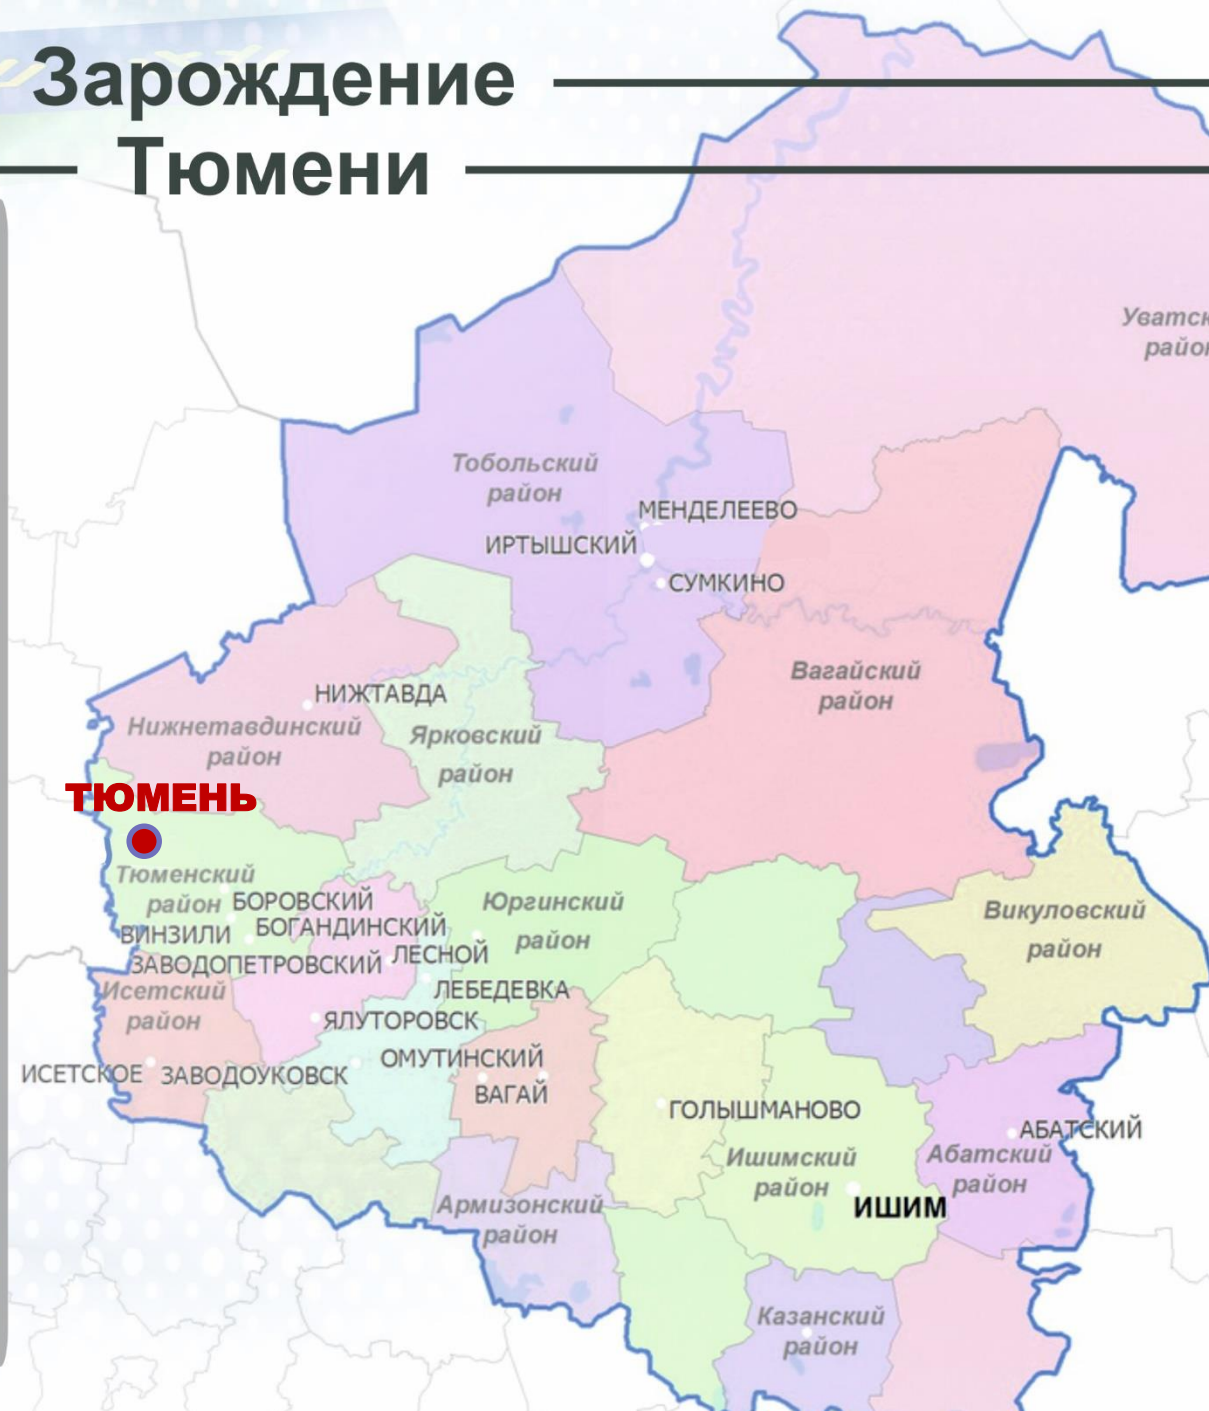 Зарождение
Тюмени
Уватск
район
Тобольский
район
МЕНДЕЛЕЕВО
ИРТЫШСКИЙ
СУМКИНО
Вагайский
район
НИЖТАВДА
Нижнетавдинский
район
Ярковский
район
ТЮМЕНЬ
Тюменский
район
БОРОВСКИЙ
ВИНЗИЛИ
БОГАНДИНСКИЙ
Юргинский
район
Викуловский
район
ЗАВОДОПЕТРОВСКИЙ
ЛЕСНОЙ
ЛЕБЕДЕВКА
Исетский
район
ЯЛУТОРОВСК
ИСЕТСКОЕ
ЗАВОДОУКОВСК
ОМУТИНСКИЙ
ВАГАЙ
ГОЛЫШМАНОВО
АБАТСКИЙ
Абатский
район
Ишимский
район
ИШИМ
Армизонский
район
Казанский
район